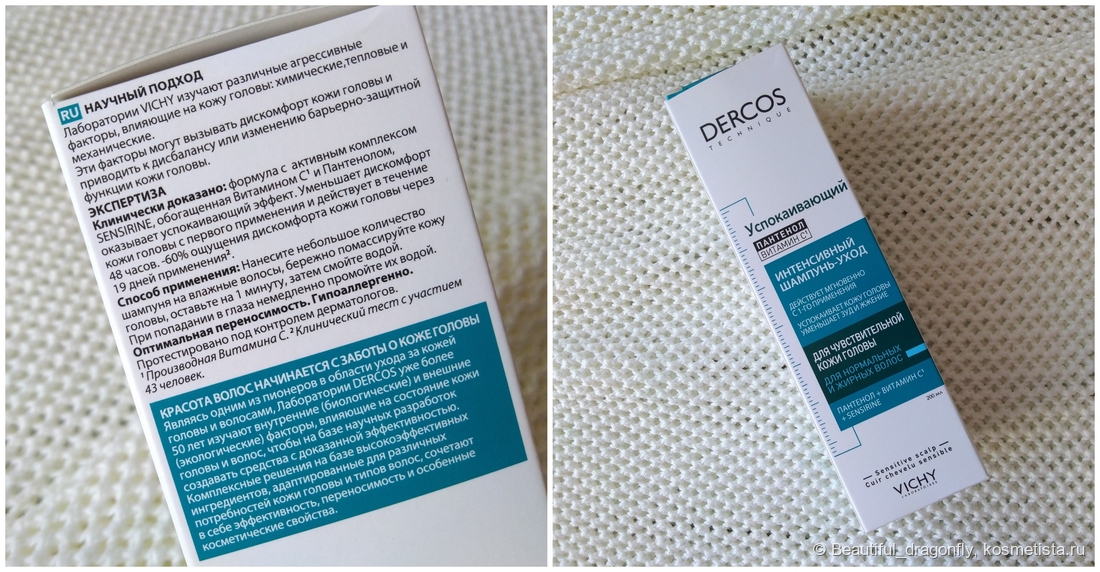 RU НАУЧНЫЙ ПОДХОД
Лаборатории VICHY изучают различные агрессивные
факторы, влияющие на кожу головы: химические,тепловые и
механические.
Эти факторы могут вызывать дискомфорт кожи головы и
приводить к дисбалансу или изменению барьерно-защитной
функции кожи головы.
ЭКСПЕРТИЗА
Клинически доказано: формула с активным комплексом
SENSIRINE, обогащенная Витамином С¹ и Пантенолом,
оказывает успокаивающий эффект. Уменьшает дискомфорт
кожи головы с первого применения и действует в течение
48 часов. -60% ощущения дискомфорта кожи головы через
19 дней применения².
Способ применения: Нанесите небольшое количество
шампуня на влажные волосы, бережно помассируйте кожу
головы, оставьте на 1 минуту, затем смойте водой.
При попадании в глаза немедленно промойте их водой.
Оптимальная переносимость. Гипоаллергенно.
Протестировано под контролем дерматологов.
¹ Производная Витамина С. ² Клинический тест с участием
43 человек.
КРАСОТА ВОЛОС НАЧИНАЕТСЯ С ЗАБОТЫ О КОЖЕ ГОЛОВЫ
Являясь одним из пионеров в области ухода за кожей
головы и волосами, Лаборатории DERCOS уже более
50 лет изучают внутренние (биологические) и внешние
(экологические) факторы, влияющие на состояние кожи
головы и волос, чтобы на базе научных разработок
создавать средства с доказанной эффективностью.
Комплексные решения на базе высокоэффективных
ингредиентов, адаптированные для различных
потребностей кожи головы и типов волос, сочетают
в себе эффективность, переносимость и особенные
косметические свойства.
DERCOS
TECHNIQUE
Успокаивающий
ПАНТЕНОЛ
ВИТАМИН С¹
ИНТЕНСИВНЫЙ
ШАМПУНЬ-УХОД
ДЕЙСТВУЕТ МГНОВЕННО
С 1-ГО ПРИМЕНЕНИЯ
УСПОКАИВАЕТ КОЖУ ГОЛОВЫ
УМЕНЬШАЕТ ЗУД И ЖЖЕНИЕ
ДЛЯ ЧУВСТВИТЕЛЬНОЙ
КОЖИ ГОЛОВЫ
ДЛЯ НОРМАЛЬНЫХ
И ЖИРНЫХ ВОЛОС
ПАНТЕНОЛ + ВИТАМИН С¹
+ SENSIRINE
200 мл
Sensitive scalp
Cuir chevelu sensible
VICHY
LABORATOIRES
© Beautiful_dragonfly, kosmetista.ru